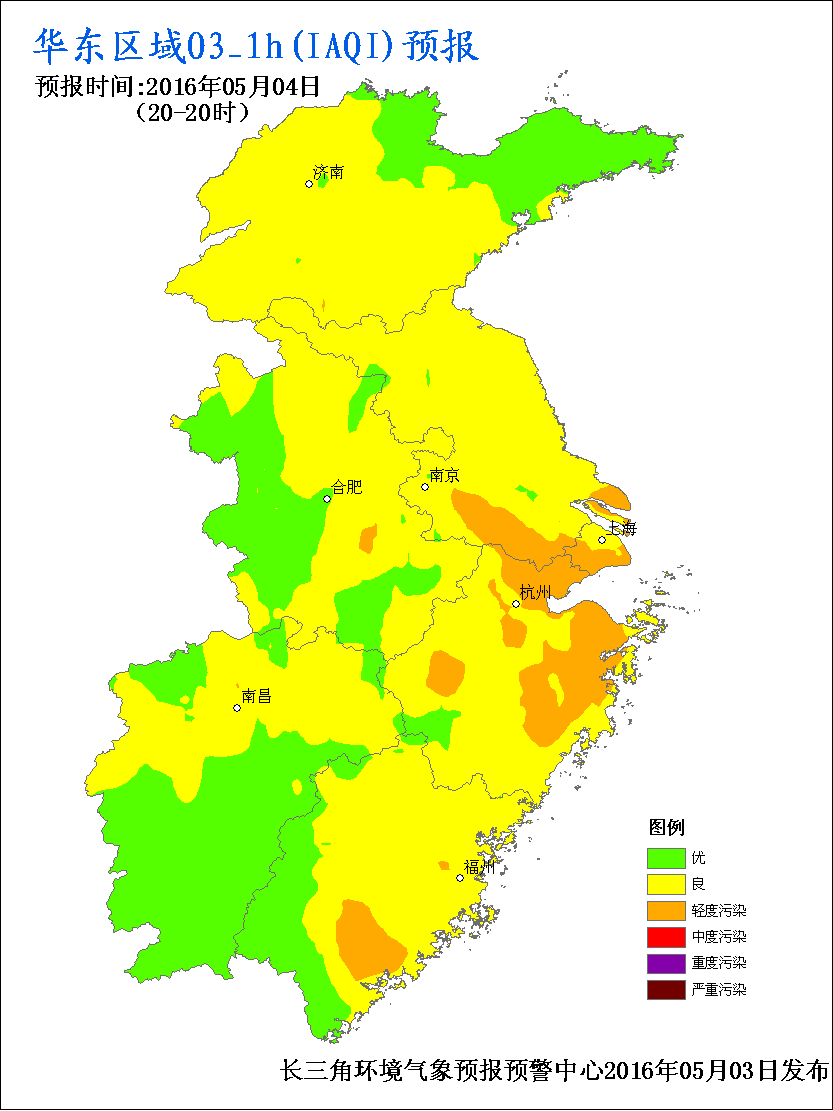 华东区域O3_1h(IAQI)预报
预报时间:2016年05月04日
(20-20时)
济南
南京
合肥
上海
杭州
南昌
福州
图例
优
良
轻度污染
中度污染
重度污染
严重污染
长三角环境气象预报预警中心2016年05月03日发布